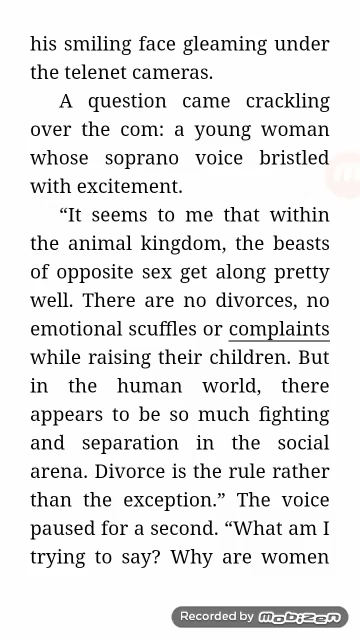 his smiling face gleaming under
the telenet cameras.
A question came crackling
over the com: a young woman
whose soprano voice bristled
with excitement.
“It seems to me that within
the animal kingdom, the beasts
of opposite sex get along pretty
well. There are no divorces, no
emotional scuffles or complaints
while raising their children. But
in the human world, there
appears to be so much fighting
and separation in the social
arena. Divorce is the rule rather
than the exception.” The voice
paused for a second. “What am I
trying to say? Why are women
Recorded by mobizen